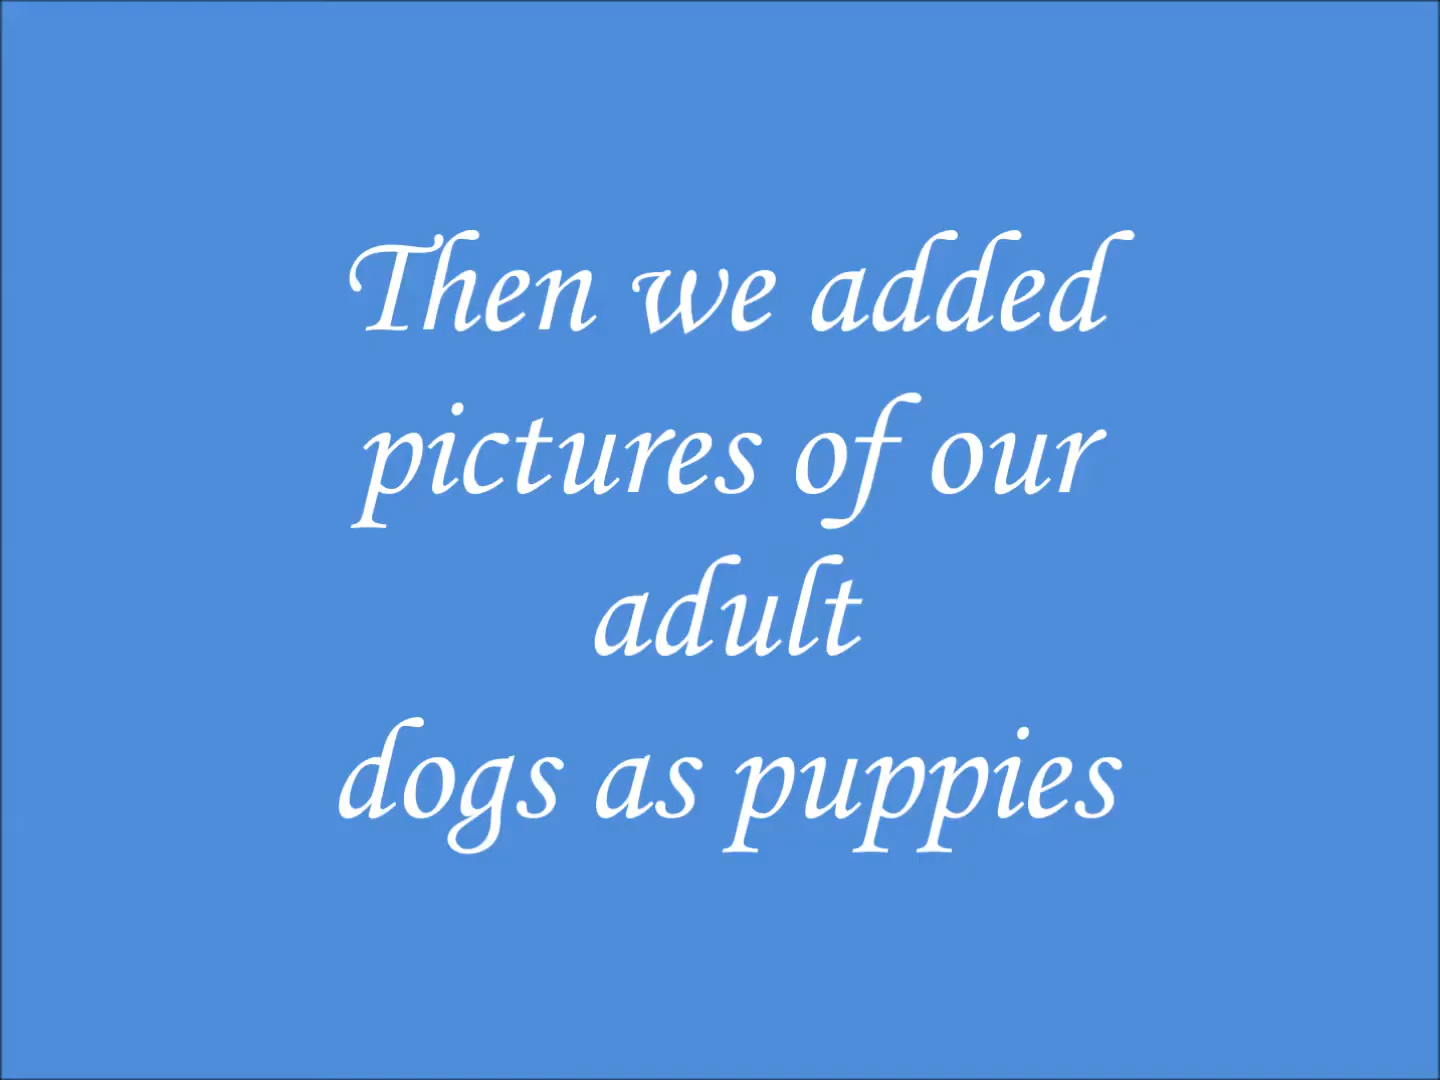 Then we added
pictures of our
adult
dogs as puppies